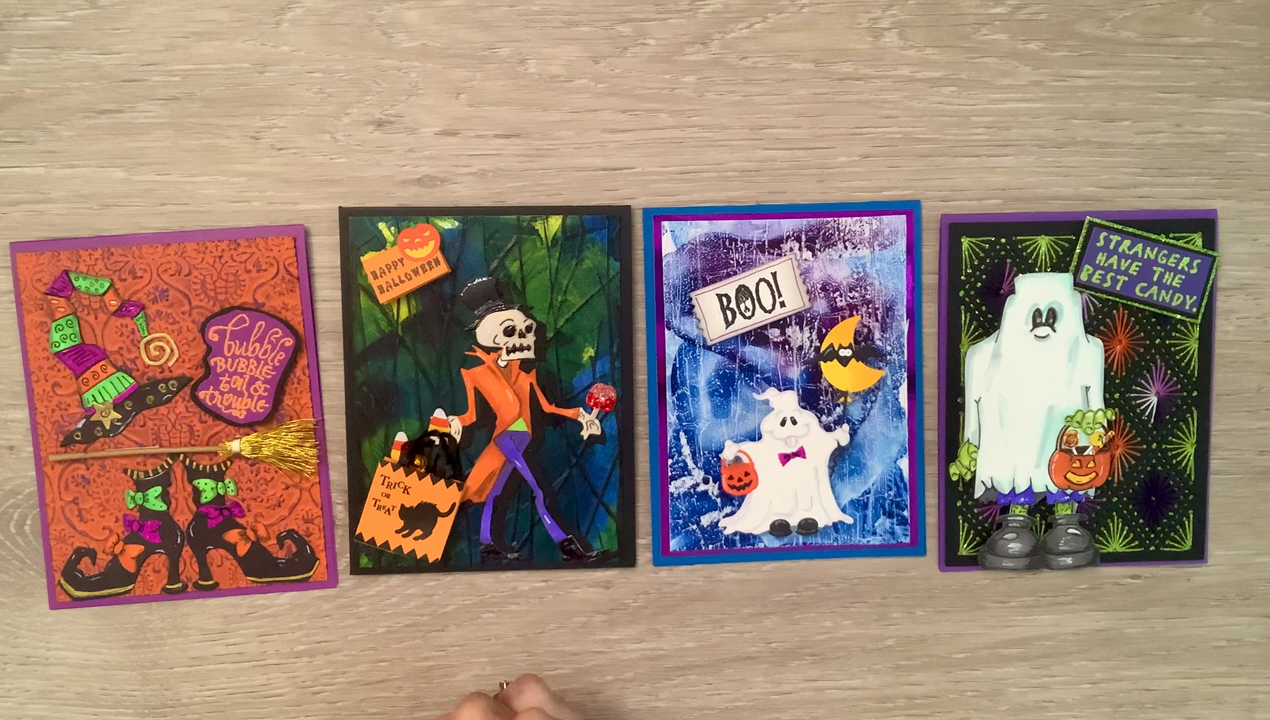 bubble
BUBBLE
toil &
trouble
HAPPY
HALLOWEEN
TRICK
OR
TREAT
BOO!
STRANGERS
HAVE THE
BEST CANDY.